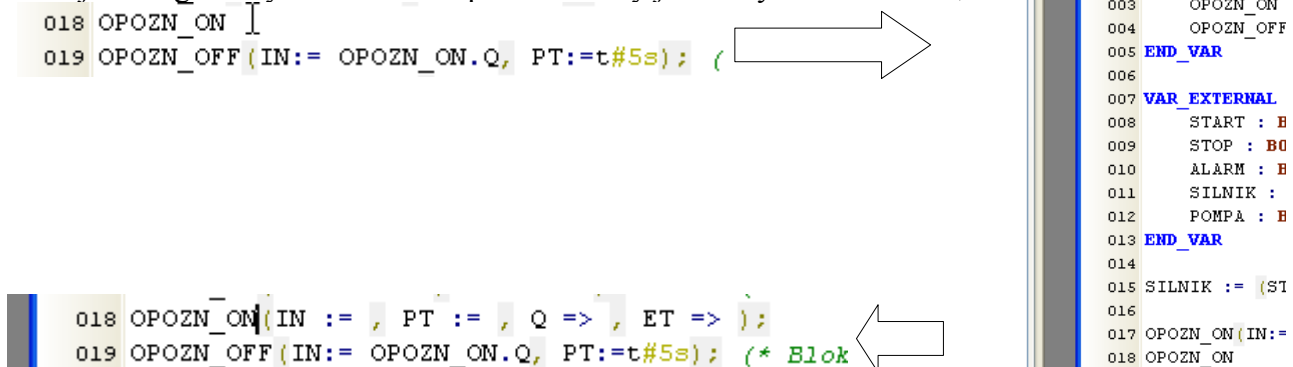 018 OPOZN_ON
019 OPOZN_OFF(IN:= OPOZN_ON.Q, PT:=t#5s); (
018 OPOZN_ON(IN := , PT := , Q => , ET => );
019 OPOZN_OFF(IN:= OPOZN_ON.Q, PT:=t#5s); (* Blok
003 OPOZN_ON
004 OPOZN_OFF
005 END_VAR
006
007 VAR_EXTERNAL
008 START : B
009 STOP : BO
010 ALARM : B
011 SILNIK :
012 POMPA : B
013 END_VAR
014
015 SILNIK := (ST
016
017 OPOZN_ON(IN:=
018 OPOZN_ON